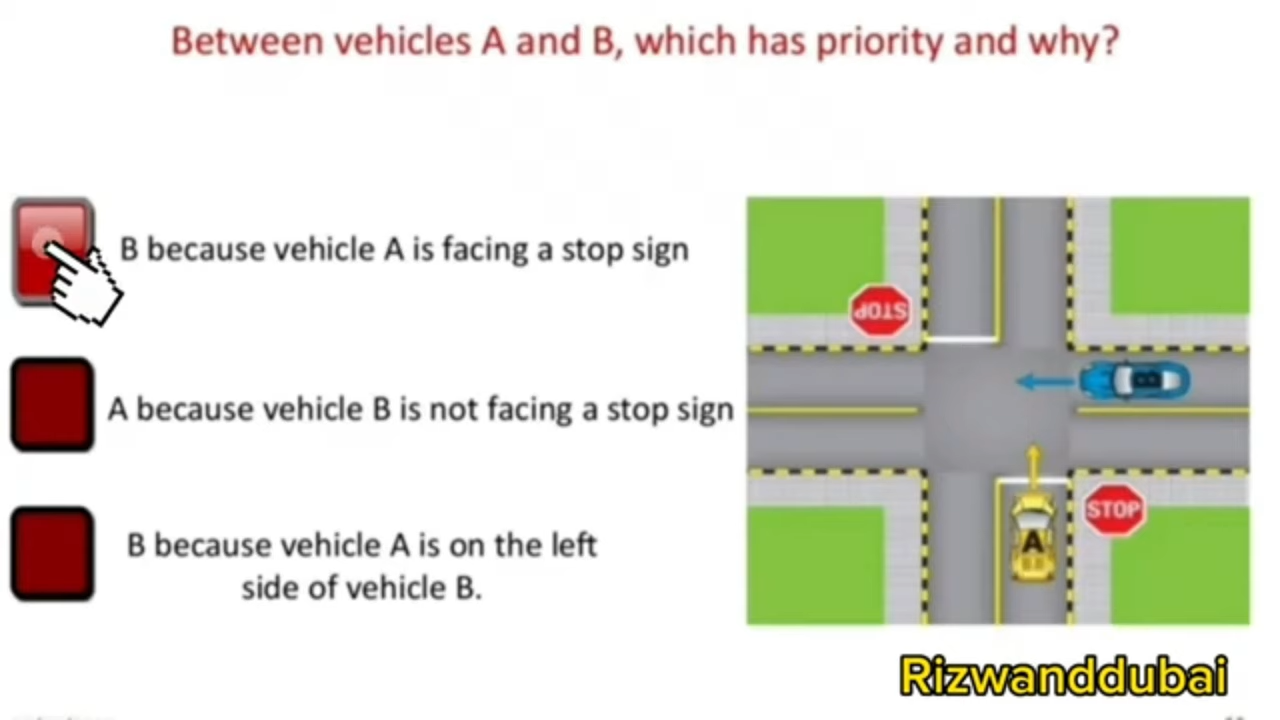 Between vehicles A and B, which has priority and why?
B because vehicle A is facing a stop sign
A because vehicle B is not facing a stop sign
B because vehicle A is on the left
side of vehicle B.
STOP
B
STOP
A
Rizwanddubai